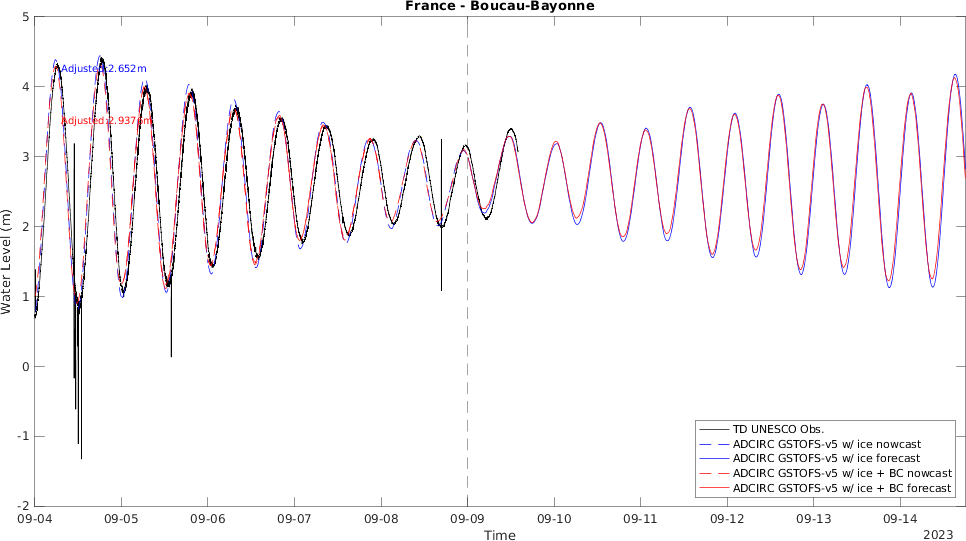 France - Boucau-Bayonne
5
4
3
2
1
0
-1
-2
Water Level (m)
Adjusted:2.652m
Adjusted:2.9376m
TD UNESCO Obs.
ADCIRC GSTOFS-v5 w/ ice nowcast
ADCIRC GSTOFS-v5 w/ ice forecast
ADCIRC GSTOFS-v5 w/ ice + BC nowcast
ADCIRC GSTOFS-v5 w/ ice + BC forecast
09-04 09-05 09-06 09-07 09-08 09-09 09-10 09-11 09-12 09-13 09-14
Time
2023